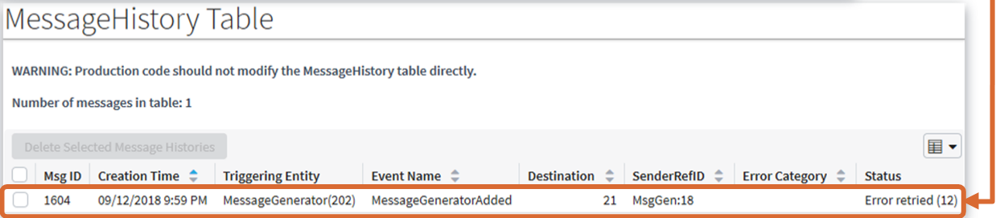 MessageHistory Table
WARNING: Production code should not modify the MessageHistory table directly.
Number of messages in table: 1
Delete Selected Message Histories
Msg ID Creation Time Triggering Entity Event Name Destination SenderRefID Error Category Status
1604 09/12/2018 9:59 PM MessageGenerator(202) MessageGeneratorAdded 21 MsgGen:18 Error retried (12)